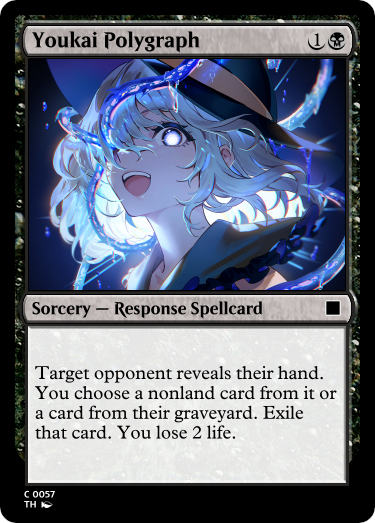 Youkai Polygraph 1
Sorcery — Response Spellcard
Target opponent reveals their hand.
You choose a nonland card from it or
a card from their graveyard. Exile
that card. You lose 2 life.
C 0057
TH